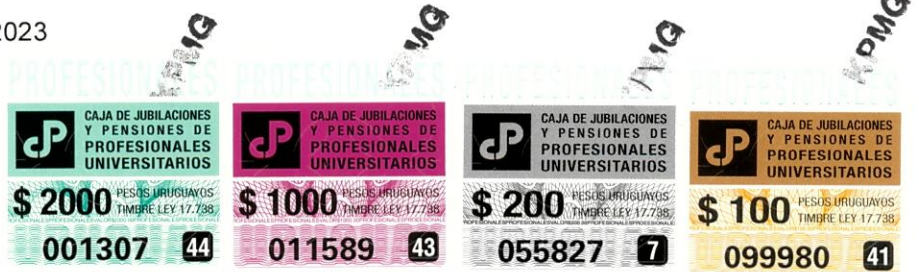 2023
KPMG KPMG KPMG KPMG
PROFESIONALES PROFESIONALES PROFESIONALES PROFESIONALES
CAJA DE JUBILACIONES
Y PENSIONES DE
PROFESIONALES
UNIVERSITARIOS
$ 2000 PESOS URUGUAYOS
TIMBRE LEY 17.738
001307 44
CAJA DE JUBILACIONES
Y PENSIONES DE
PROFESIONALES
UNIVERSITARIOS
$ 1000 PESOS URUGUAYOS
TIMBRE LEY 17.738
011589 43
CAJA DE JUBILACIONES
Y PENSIONES DE
PROFESIONALES
UNIVERSITARIOS
$ 200 PESOS URUGUAYOS
TIMBRE LEY 17.738
055827 7
CAJA DE JUBILACIONES
Y PENSIONES DE
PROFESIONALES
UNIVERSITARIOS
$ 100 PESOS URUGUAYOS
TIMBRE LEY 17.738
099980 41